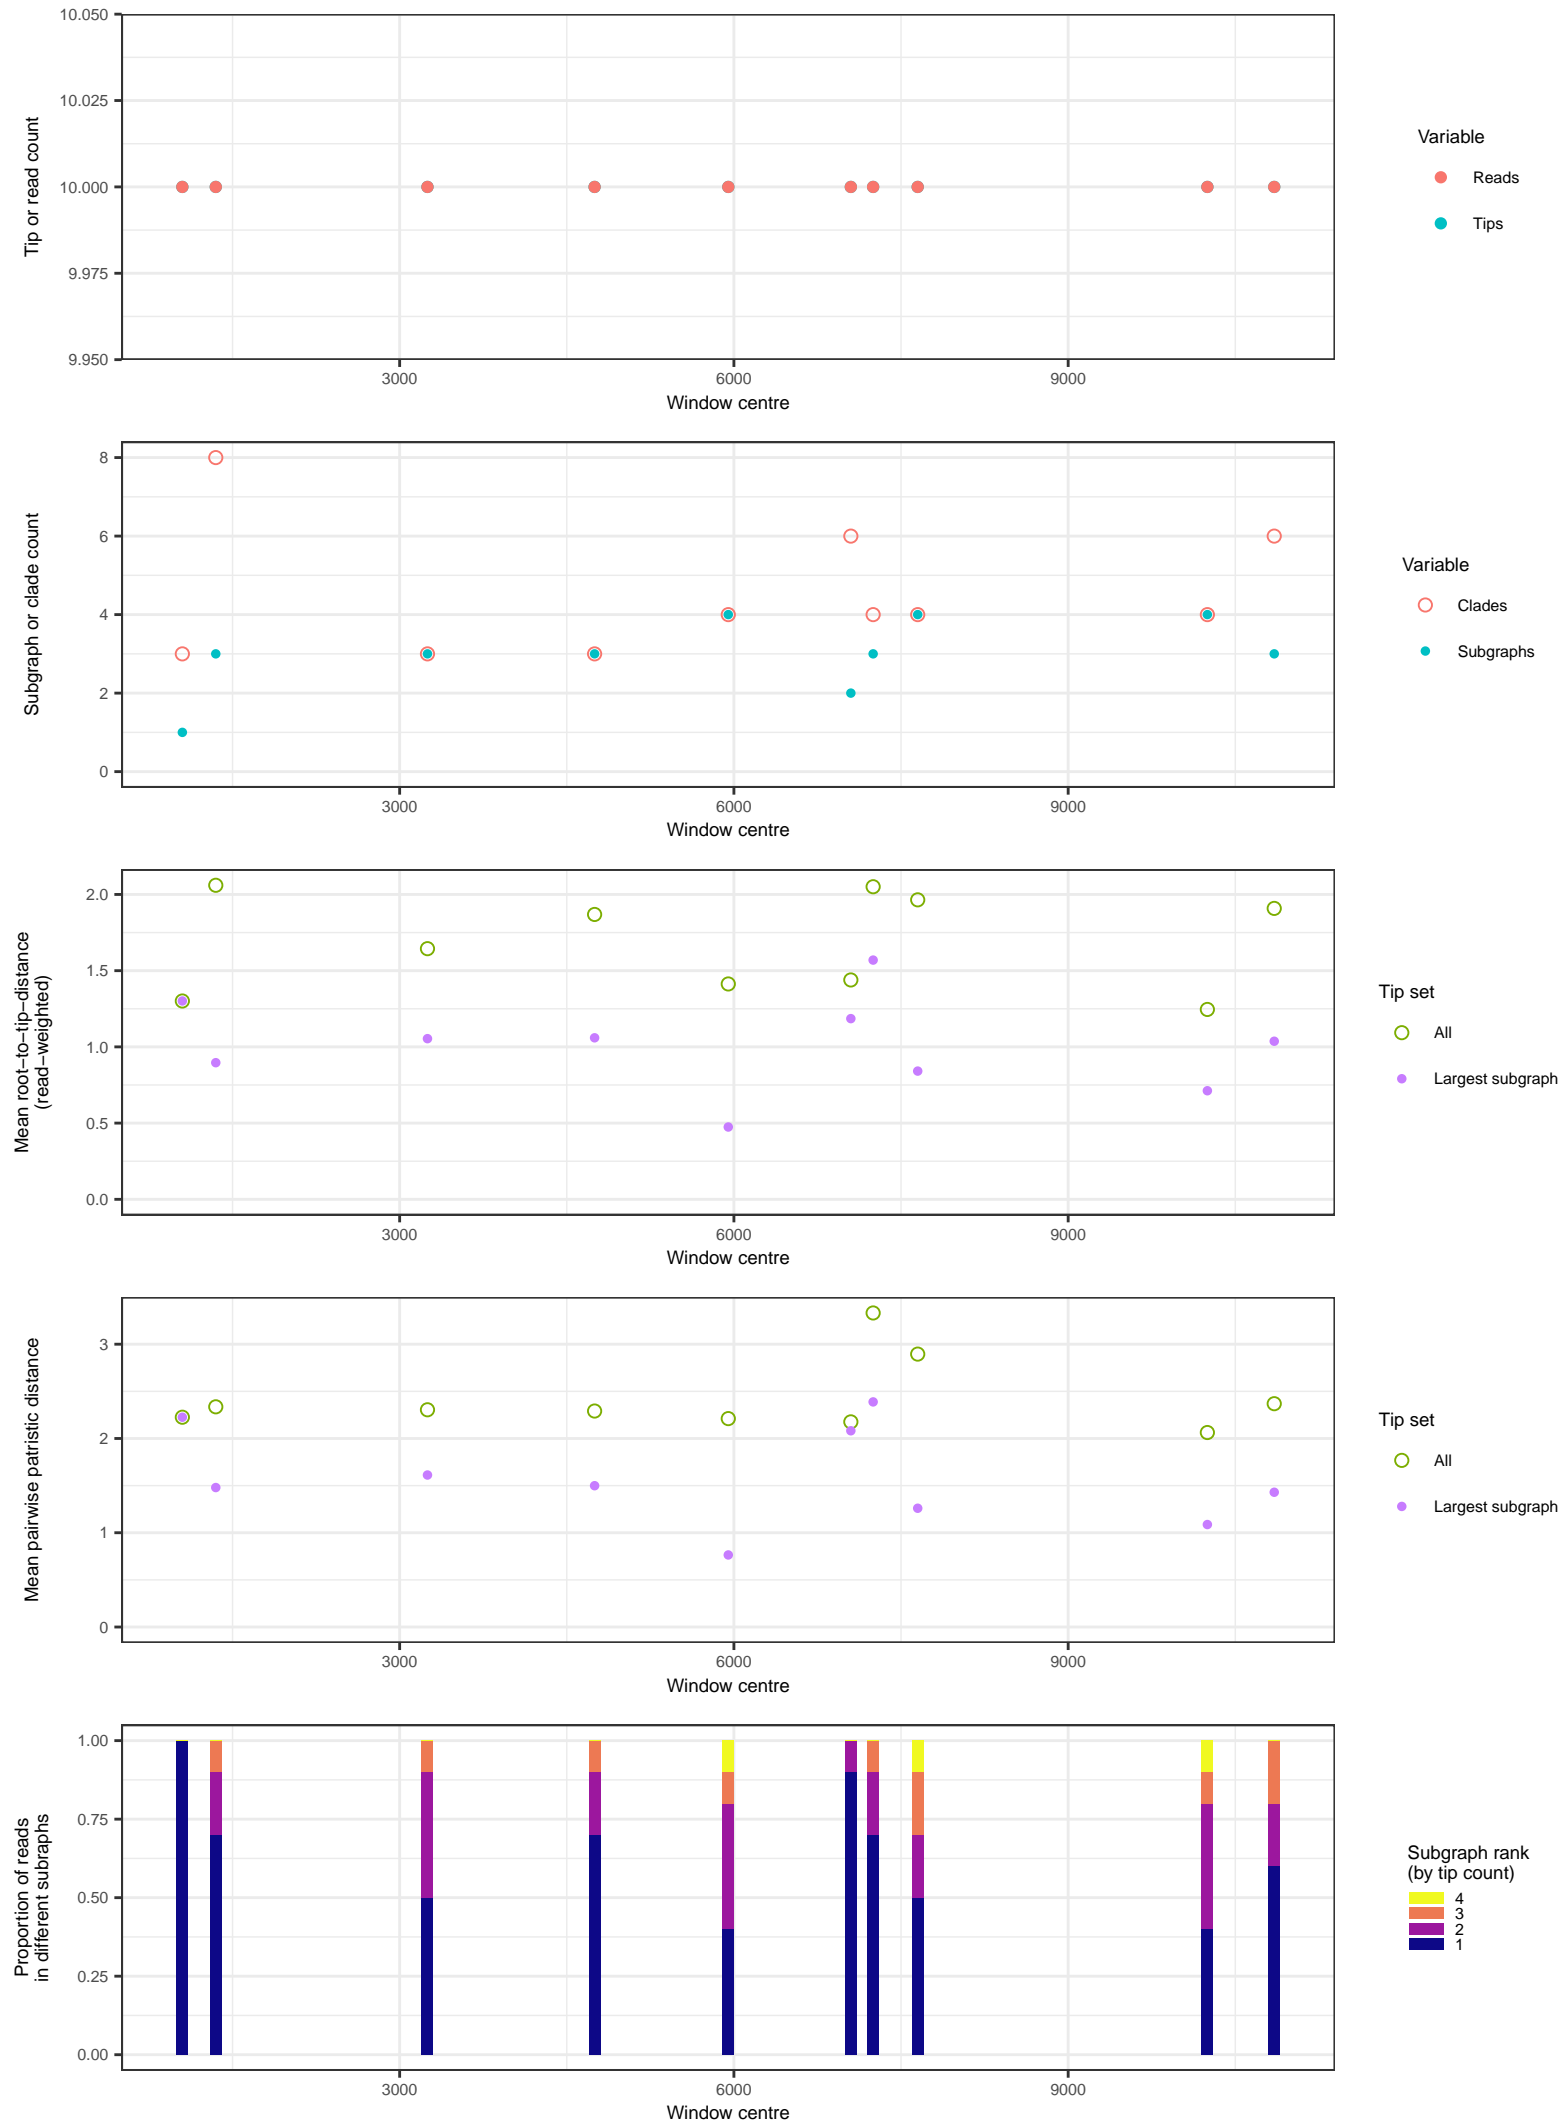 10.050
10.025
10.000
9.975
9.950
Tip or read count
3000 6000 9000
Window centre
Variable
Reads
Tips
8
6
4
2
0
Subgraph or clade count
3000 6000 9000
Window centre
Variable
Clades
Subgraphs
2.0
1.5
1.0
0.5
0.0
Mean root−to−tip−distance
(read−weighted)
3000 6000 9000
Window centre
Tip set
All
Largest subgraph
3
2
1
0
Mean pairwise patristic distance
3000 6000 9000
Window centre
Tip set
All
Largest subgraph
1.00
0.75
0.50
0.25
0.00
Proportion of reads
in different subraphs
3000 6000 9000
Window centre
Subgraph rank
(by tip count)
4
3
2
1